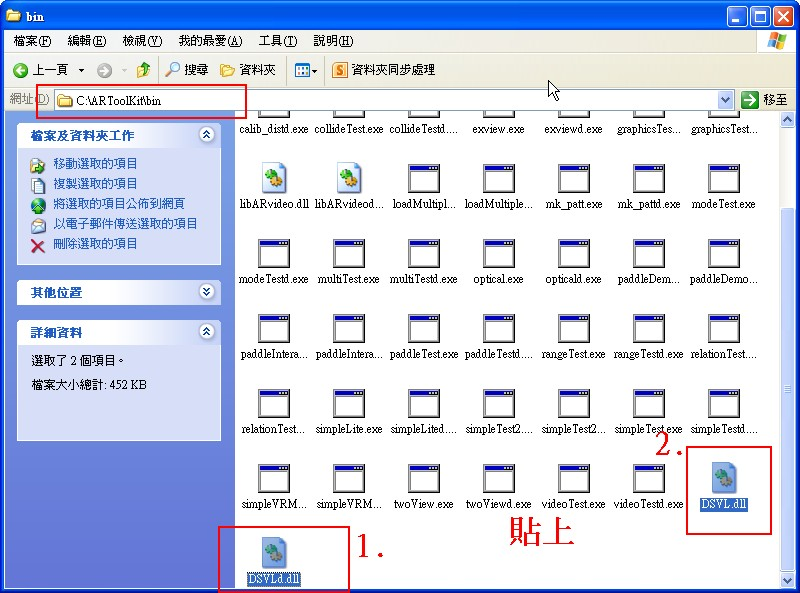 bin
檔案(F) 編輯(E) 檢視(V) 我的最愛(A) 工具(T) 說明(H)
上一頁 搜尋 資料夾 資料夾同步處理
網址(D) C:\ARToolKit\bin 移至
檔案及資料夾工作
移動選取的項目
複製選取的項目
將選取的項目公佈到網頁
以電子郵件傳送選取的項目
刪除選取的項目
其他位置
詳細資料
選取了 2 個項目。
檔案大小總計: 452 KB
calib_distd.exe collideTest.exe collideTestd.... exview.exe exviewd.exe graphicsTes... graphicsTest...
libARvideo.dll libARvideod... loadMultipl... loadMultiple... mk_patt.exe mk_pattd.exe modeTest.exe
modeTestd.exe multiTest.exe multiTestd.exe optical.exe opticald.exe paddleDem... paddleDemo...
paddleIntera... paddleIntera... paddleTest.exe paddleTestd.... rangeTest.exe rangeTestd.exe relationTest....
relationTest... simpleLite.exe simpleLited.... simpleTest2... simpleTest2... simpleTest.exe simpleTestd....
2.
simpleVRM... simpleVRM... twoView.exe twoViewd.exe videoTest.exe videoTestd.exe DSVL.dll
貼上
1.
DSVLd.dll